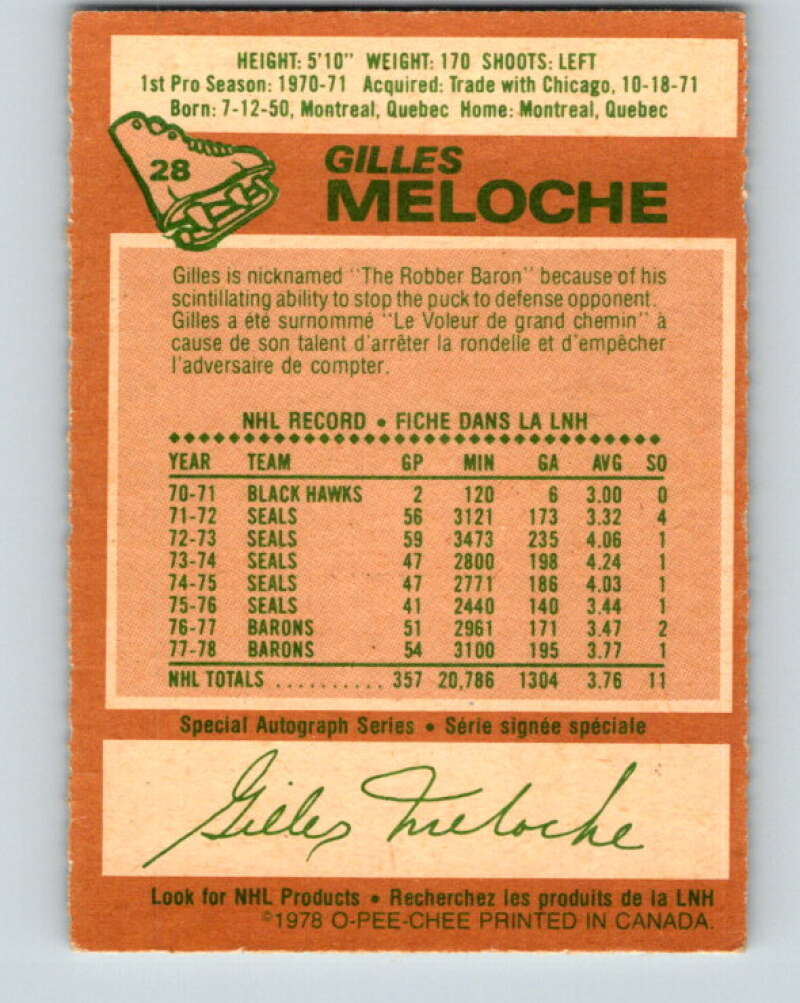 HEIGHT: 5'10" WEIGHT: 170 SHOOTS: LEFT
1st Pro Season: 1970-71 Acquired: Trade with Chicago, 10-18-71
Born: 7-12-50, Montreal, Quebec Home: Montreal, Quebec
28
GILLES
MELOCHE
Gilles is nicknamed "The Robber Baron" because of his
scintillating ability to stop the puck to defense opponent.
Gilles a été surnommé "Le Voleur de grand chemin" à
cause de son talent d'arrêter la rondelle et d'empêcher
l'adversaire de compter.
NHL RECORD • FICHE DANS LA LNH
YEAR TEAM GP MIN GA AVG SO
70-71 BLACK HAWKS 2 120 6 3.00 0
71-72 SEALS 56 3121 173 3.32 4
72-73 SEALS 59 3473 235 4.06 1
73-74 SEALS 47 2800 198 4.24 1
74-75 SEALS 47 2771 186 4.03 1
75-76 SEALS 41 2440 140 3.44 1
76-77 BARONS 51 2961 171 3.47 2
77-78 BARONS 54 3100 195 3.77 1
NHL TOTALS .......... 357 20,786 1304 3.76 11
Special Autograph Series • Série signée spéciale
Gilles Meloche
Look for NHL Products • Recherchez les produits de la LNH
©1978 O-PEE-CHEE PRINTED IN CANADA.